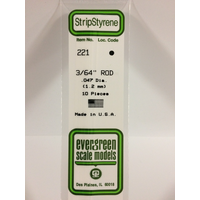 StripStyrene
Item No. Loc. Code
221
3/64" ROD
.047 Dia.
(1.2 mm)
10 Pieces
Made in U.S.A.
evergreen
scale models
Des Plaines, IL 60018